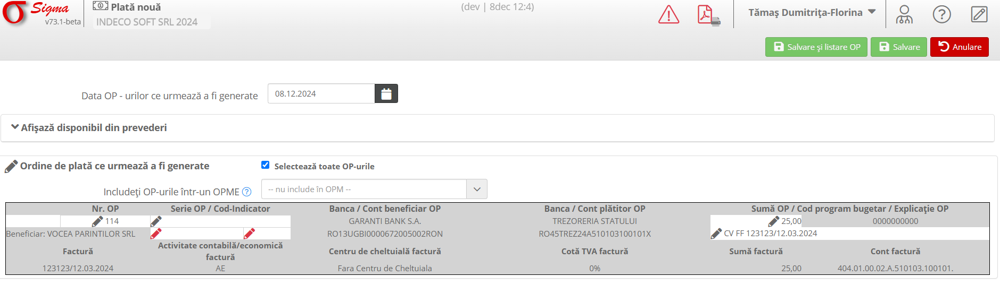 σ Sigma
v73.1-beta
Plată nouă
INDECO SOFT SRL 2024
(dev | 8dec 12:4)
Tămaş Dumitriţa-Florina
Salvare şi listare OP
Salvare
Anulare
Data OP - urilor ce urmează a fi generate
08.12.2024
Afişază disponibil din prevederi
Ordine de plată ce urmează a fi generate
Selectează toate OP-urile
Includeţi OP-urile într-un OPME
-- nu include în OPM --
Nr. OP Serie OP / Cod-Indicator Banca / Cont beneficiar OP Banca / Cont plătitor OP Sumă OP / Cod program bugetar / Explicaţie OP
114 GARANTI BANK S.A. TREZORERIA STATULUI 25,00 0000000000
Beneficiar: VOCEA PARINTILOR SRL RO13UGBI0000672005002RON RO45TREZ24A510103100101X CV FF 123123/12.03.2024
Factură Activitate contabilă/economică factură Centru de cheltuială factură Cotă TVA factură Sumă factură Cont factură
123123/12.03.2024 AE Fara Centru de Cheltuiala 0% 25,00 404.01.00.02.A.510103.100101.